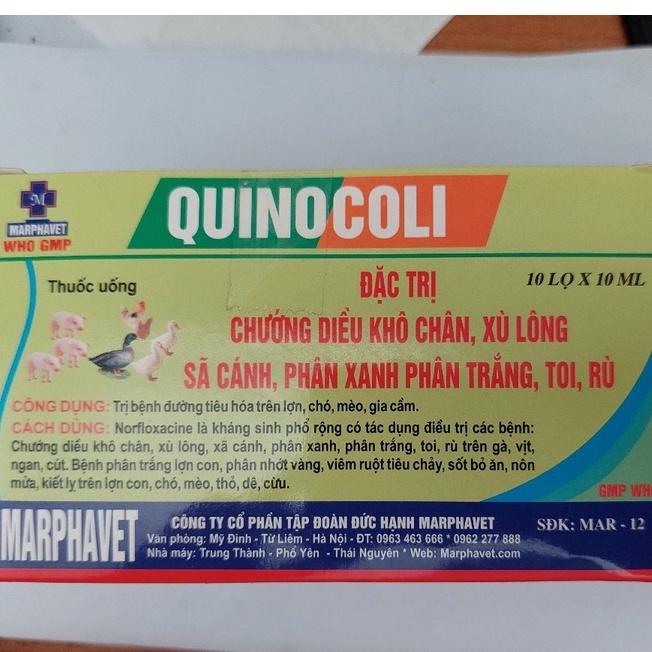 M
MARPHAVET
WHO GMP
QUINOCOLI
Thuốc uống
ĐẶC TRỊ
10 LỌ X 10 ML
CHƯỚNG DIỀU KHÔ CHÂN, XÙ LÔNG
SÃ CÁNH, PHÂN XANH PHÂN TRẮNG, TOI, RÙ
CÔNG DỤNG: Trị bệnh đường tiêu hóa trên lợn, chó, mèo, gia cầm.
CÁCH DÙNG: Norfloxacine là kháng sinh phổ rộng có tác dụng điều trị các bệnh:
Chướng diều khô chân, xù lông, xã cánh, phân xanh, phân trắng, toi, rù trên gà, vịt,
ngan, cút. Bệnh phân trắng lợn con, phân nhớt vàng, viêm ruột tiêu chảy, sốt bỏ ăn, nôn
mửa, kiết lỵ trên lợn con, chó, mèo, thỏ, dê, cừu.
GMP WHO
MARPHAVET
CÔNG TY CỔ PHẦN TẬP ĐOÀN ĐỨC HẠNH MARPHAVET
Văn phòng: Mỹ Đình - Từ Liêm - Hà Nội - ĐT: 0963 463 666 * 0962 277 888
Nhà máy: Trung Thành - Phổ Yên - Thái Nguyên * Web: Marphavet.com
SĐK: MAR - 12